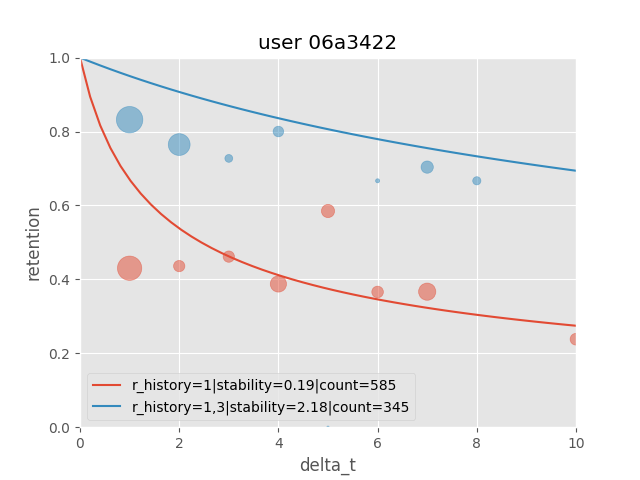 user 06a3422
1.0
0.8
0.6
0.4
0.2
0.0
retention
r_history=1|stability=0.19|count=585
r_history=1,3|stability=2.18|count=345
0 2 4 6 8 10
delta_t